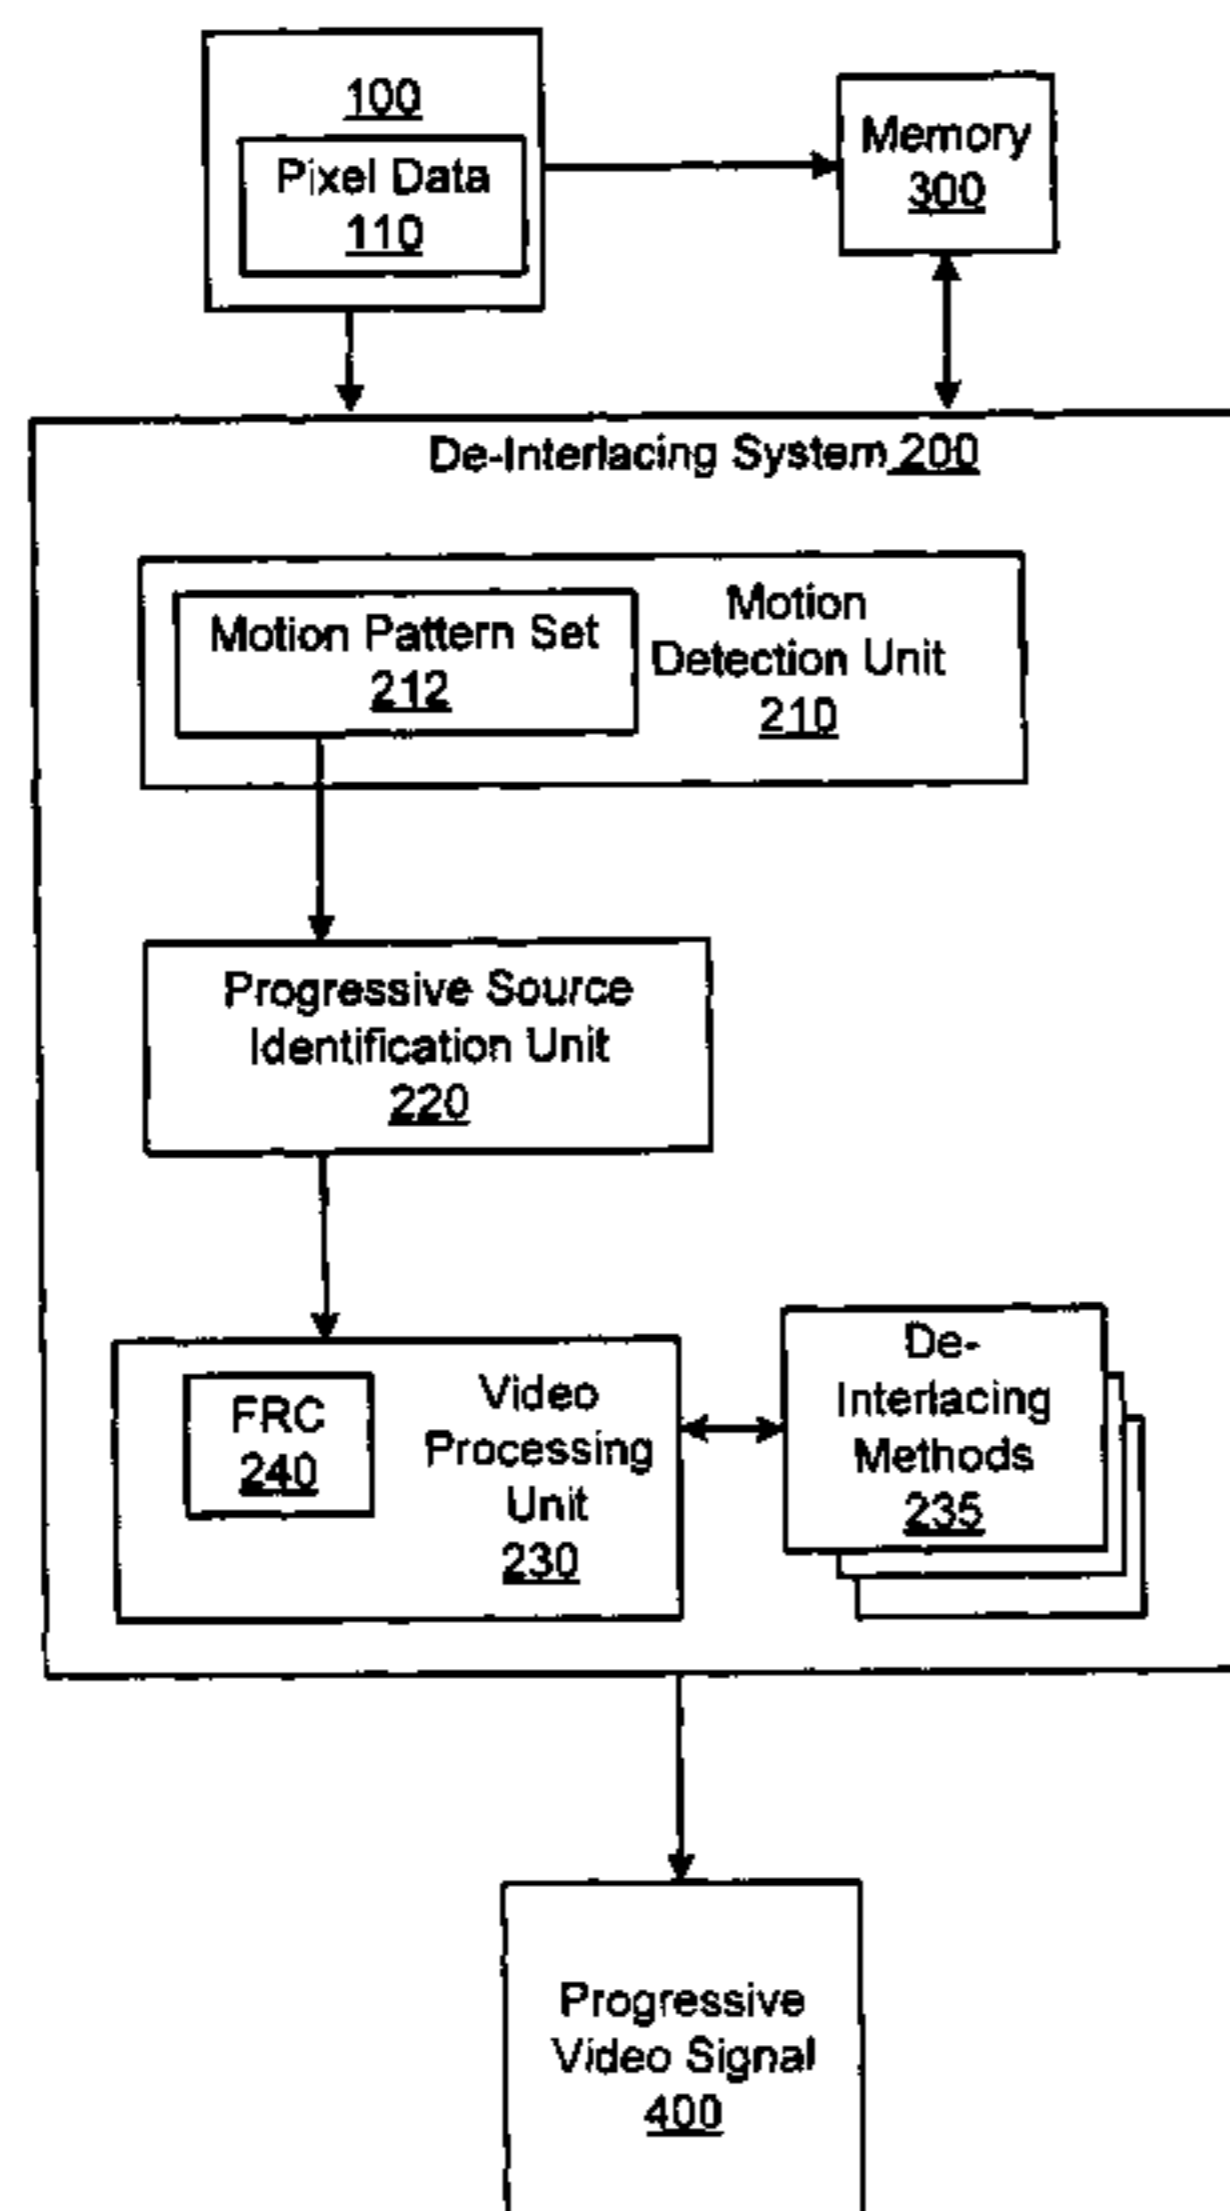 100
Pixel Data
110
Memory
300
De-Interlacing System 200
Motion Pattern Set
212
Motion
Detection Unit
210
Progressive Source
Identification Unit
220
FRC
240
Video
Processing
Unit
230
De-
Interlacing
Methods
235
Progressive
Video Signal
400